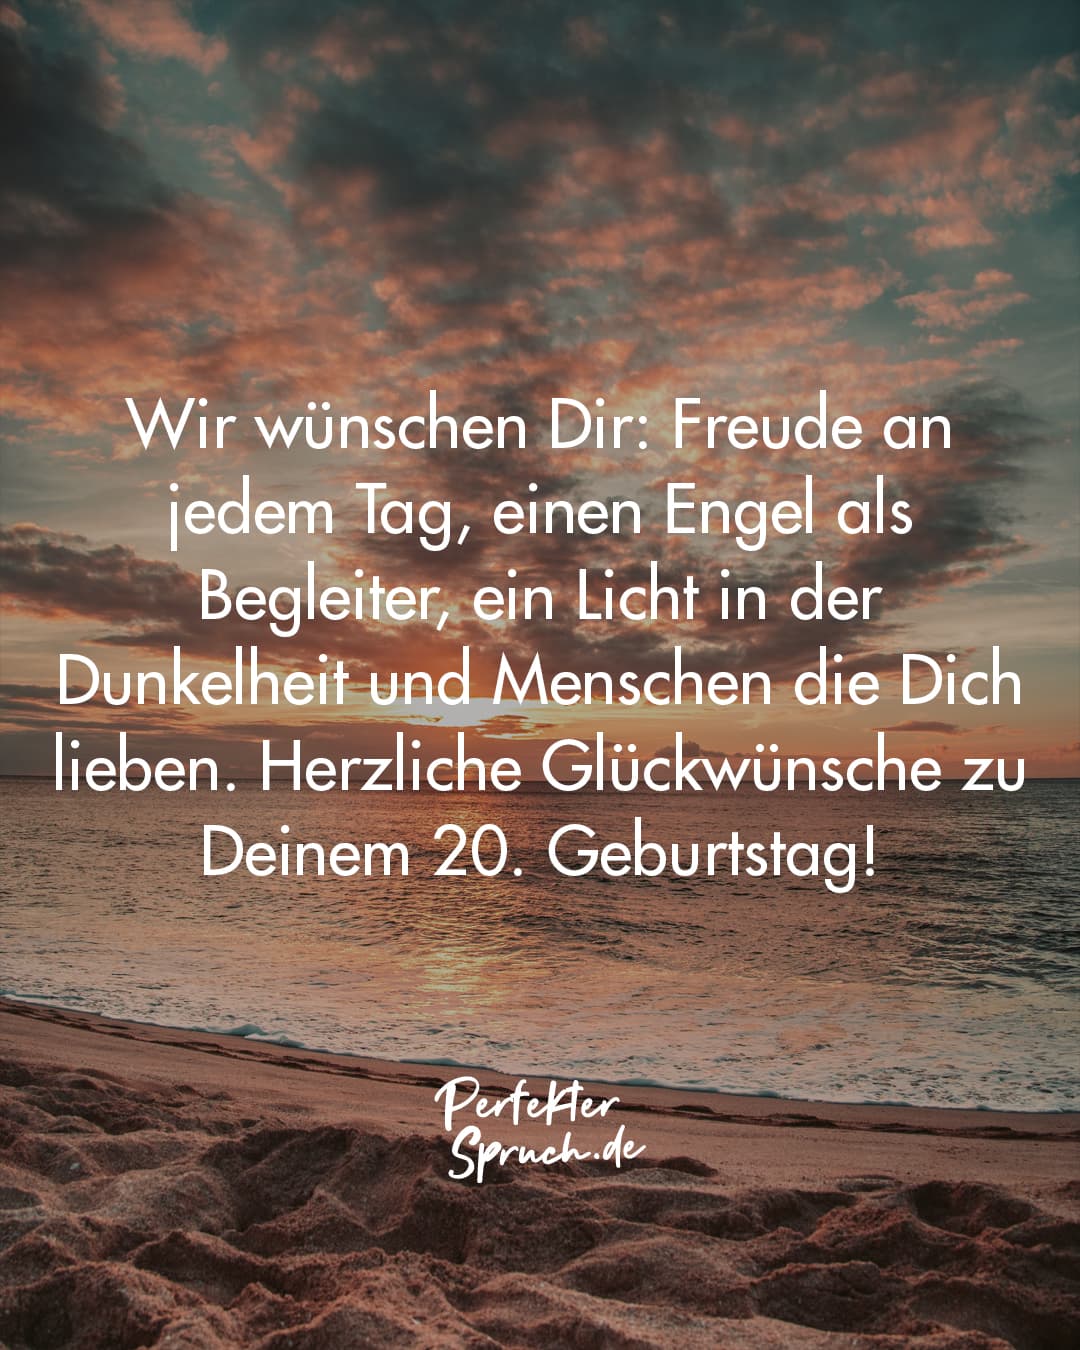 Wir wünschen Dir: Freude an
jedem Tag, einen Engel als
Begleiter, ein Licht in der
Dunkelheit und Menschen die Dich
lieben. Herzliche Glückwünsche zu
Deinem 20. Geburtstag!
Perfekter
Spruch.de